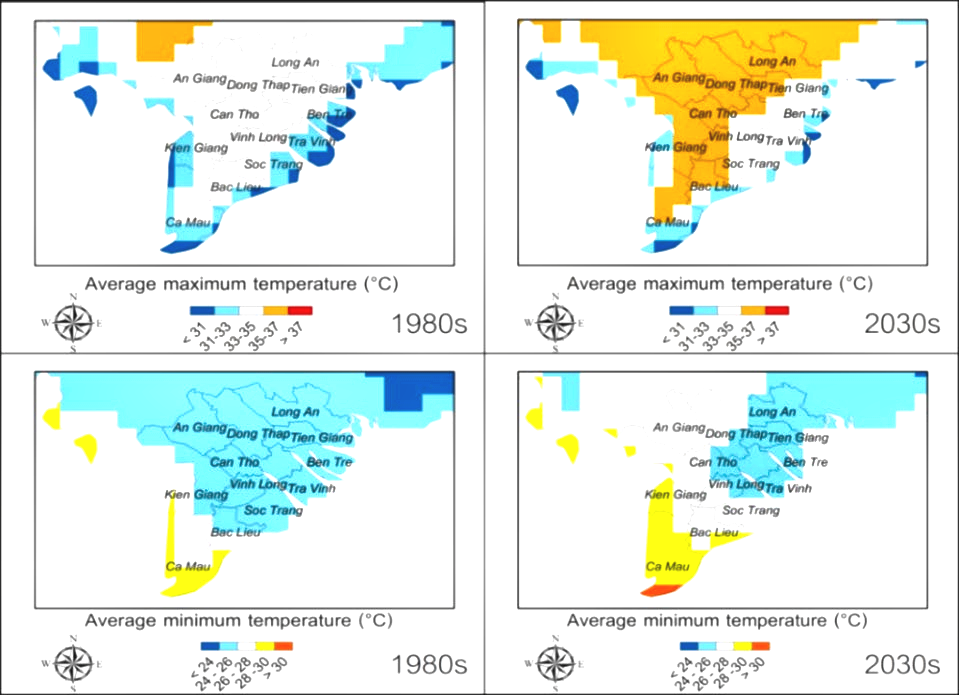 Long An
An Giang Dong Thap Tien Giang
Can Tho Ben Tre
Vinh Long Tra Vinh
Kien Giang
Soc Trang
Bac Lieu
Ca Mau
Average maximum temperature (°C)
N
W E
S
< 31
31-33
33-35
35-37
> 37
1980s
Long An
An Giang Dong Thap Tien Giang
Can Tho Ben Tre
Vinh Long Tra Vinh
Kien Giang
Soc Trang
Bac Lieu
Ca Mau
Average maximum temperature (°C)
N
W E
S
< 31
31-33
33-35
35-37
> 37
2030s
Long An
An Giang Dong Thap Tien Giang
Can Tho Ben Tre
Vinh Long Tra Vinh
Kien Giang
Soc Trang
Bac Lieu
Ca Mau
Average minimum temperature (°C)
N
W E
S
< 24
24 - 26
26 - 28
28 - 30
> 30
1980s
Long An
An Giang Dong Thap Tien Giang
Can Tho Ben Tre
Vinh Long Tra Vinh
Kien Giang
Soc Trang
Bac Lieu
Ca Mau
Average minimum temperature (°C)
N
W E
S
< 24
24 - 26
26 - 28
28 - 30
> 30
2030s